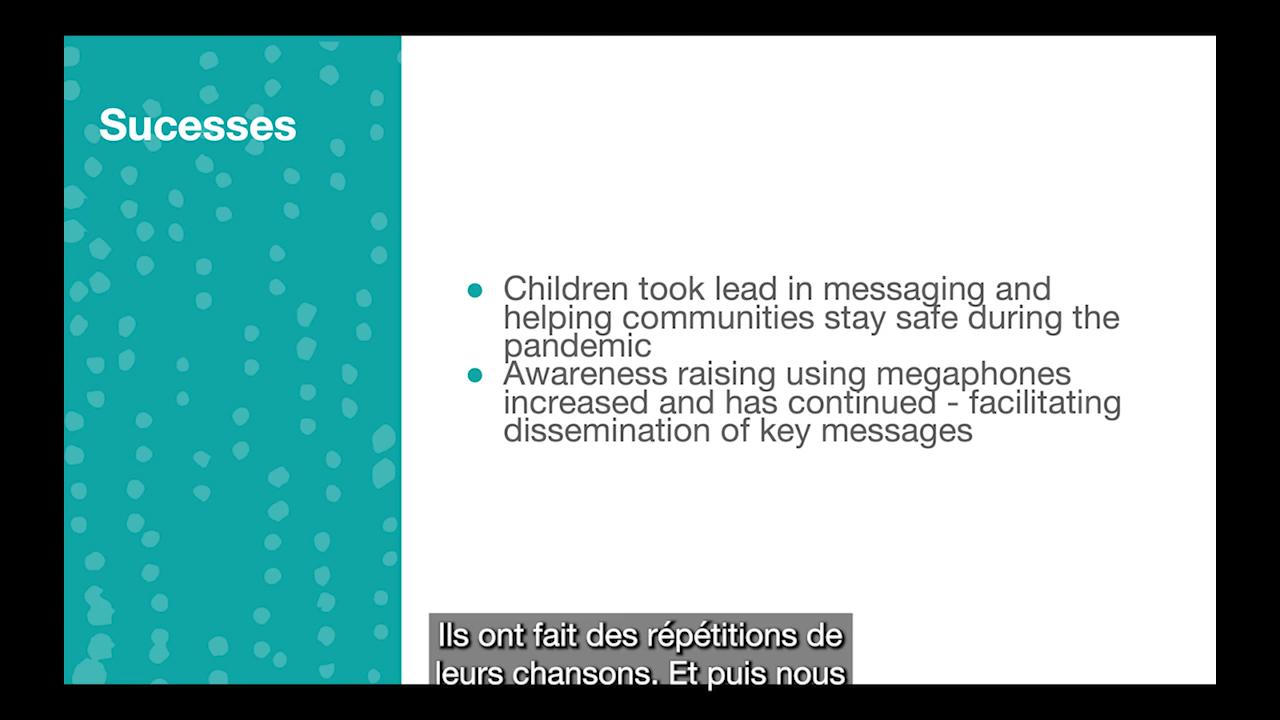 Sucesses
● Children took lead in messaging and
helping communities stay safe during the
pandemic
● Awareness raising using megaphones
increased and has continued - facilitating
dissemination of key messages
Ils ont fait des répétitions de
leurs chansons. Et puis nous